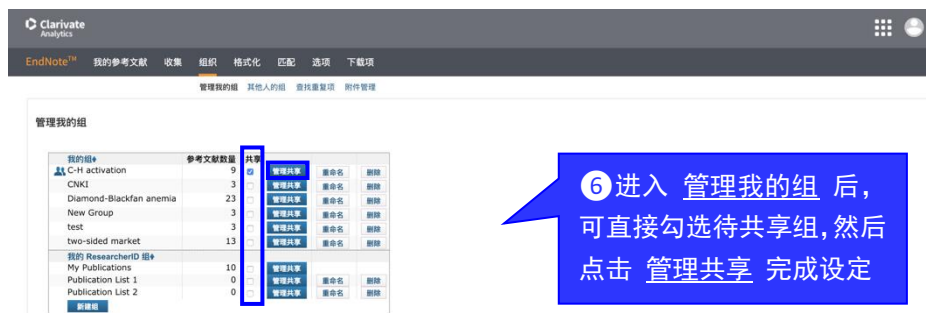 Clarivate
Analytics
EndNote™ 我的参考文献 收集 组织 格式化 匹配 选项 下载项
管理我的组 其他人的组 查找重复项 附件管理
管理我的组
我的组 参考文献数量 共享
C-H activation 9 管理共享 重命名 删除
CNKI 3 管理共享 重命名 删除
Diamond-Blackfan anemia 23 管理共享 重命名 删除
New Group 3 管理共享 重命名 删除
test 3 管理共享 重命名 删除
two-sided market 13 管理共享 重命名 删除
我的 ResearcherID 组
My Publications 10 管理共享
Publication List 1 0 管理共享 重命名 删除
Publication List 2 0 管理共享 重命名 删除
新建组
6进入 管理我的组 后，
可直接勾选待共享组,然后
点击 管理共享 完成设定